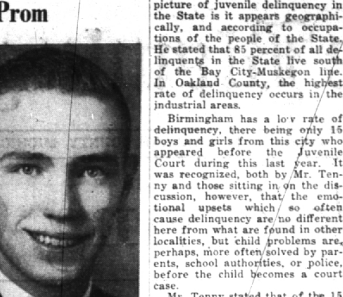 Prom
picture of juvenile delinquency in
the State is it appears geographi-
cally, and according to occupa-
tions of the people of the State.
He stated that 85 percent of all de-
linquents in the State live south
of the Bay City-Muskegon line.
In Oakland County, the highest
rate of delinquency occurs in the
industrial areas.
Birmingham has a low rate of
delinquency, there being only 15
boys and girls from this city who
appeared before the Juvenile
Court during this last year. It
was recognized, both by Mr. Ten-
ny and those sitting in on the dis-
cussion, however, that the emo-
tional upsets which so often
cause delinquency are no different
here from what are found in other
localities, but child problems are,
perhaps, more often solved by par-
ents, school authorities, or police,
before the child becomes a court
case.
Mr. Tenny stated that of the 15